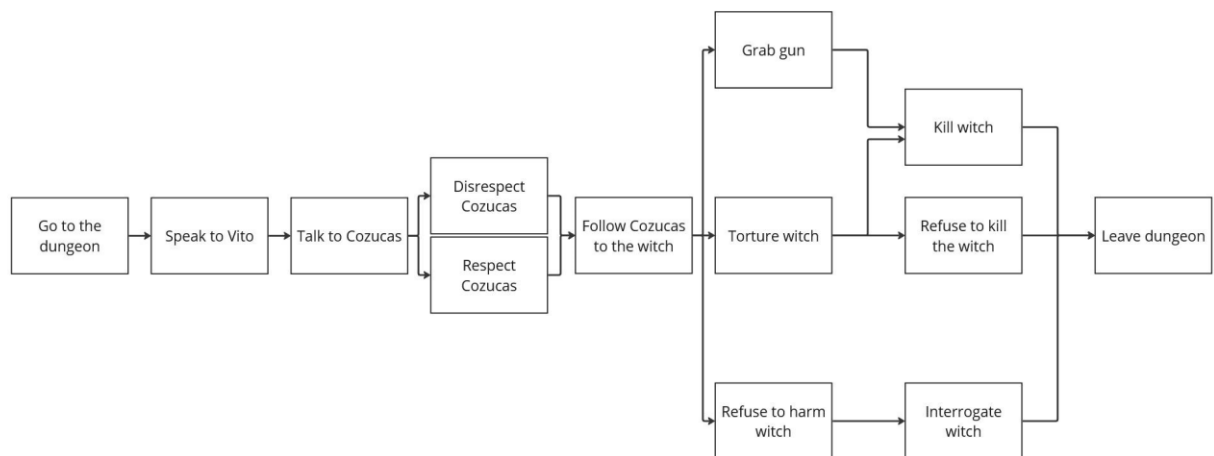 Go to the
dungeon
Speak to Vito
Talk to Cozucas
Disrespect
Cozucas
Respect
Cozucas
Follow Cozucas
to the witch
Grab gun
Torture witch
Refuse to harm
witch
Kill witch
Refuse to kill
the witch
Interrogate
witch
Leave dungeon